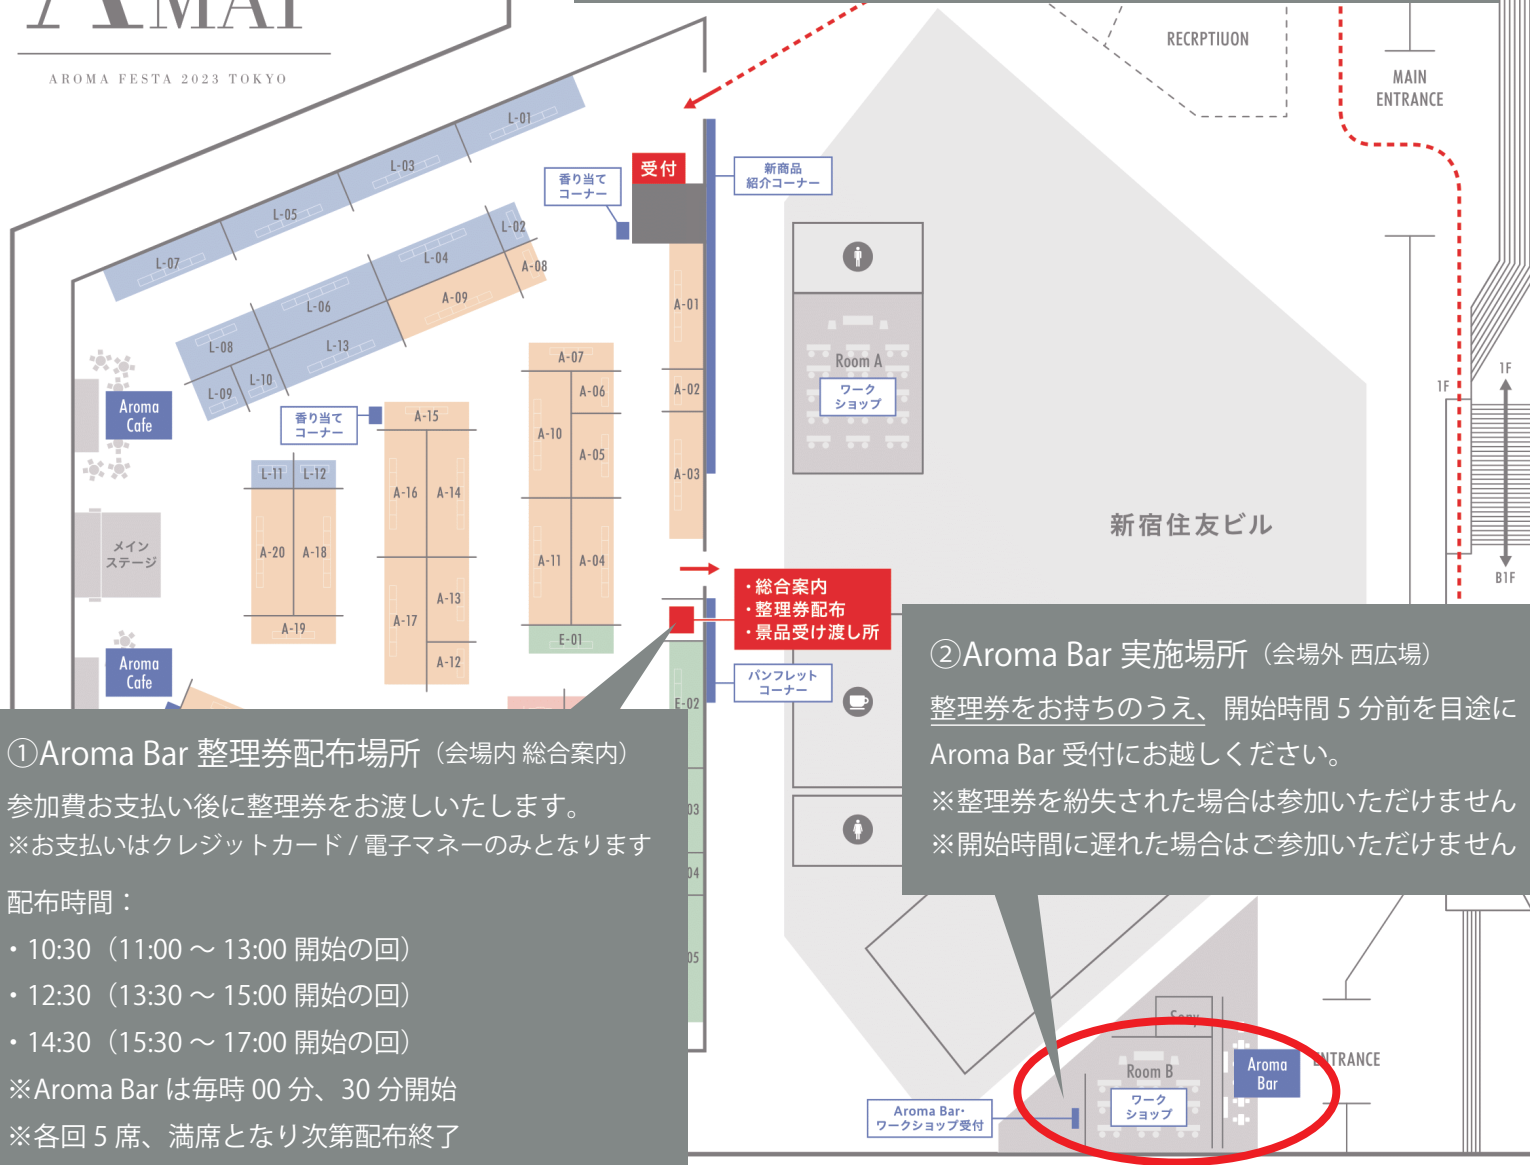 AMAI
AROMA FESTA 2023 TOKYO
RECRPTIUON
MAIN
ENTRANCE
L-01
L-03
L-05
L-07
受付
香り当て
コーナー
新商品
紹介コーナー
L-02
L-04
A-08
A-09
L-06
L-13
L-08
L-10
L-09
A-01
A-02
A-03
A-07
A-06
A-10
A-05
A-11
A-04
E-01
Room A
ワーク
ショップ
1F
1F
B1F
Aroma
Cafe
香り当て
コーナー
A-15
A-16
A-14
A-17
A-13
A-12
L-11
L-12
A-20
A-18
A-19
メイン
ステージ
新宿住友ビル
・総合案内
・整理券配布
・景品受け渡し所
Aroma
Cafe
パンフレット
コーナー
E-02
①Aroma Bar 整理券配布場所（会場内 総合案内）
参加費お支払い後に整理券をお渡しいたします。
※お支払いはクレジットカード / 電子マネーのみとなります
配布時間：
・10:30（11:00 ～ 13:00 開始の回）
・12:30（13:30 ～ 15:00 開始の回）
・14:30（15:30 ～ 17:00 開始の回）
※Aroma Bar は毎時 00 分、30 分開始
※各回 5 席、満席となり次第配布終了
03
04
05
②Aroma Bar 実施場所（会場外 西広場）
整理券をお持ちのうえ、開始時間 5 分前を目途に
Aroma Bar 受付にお越しください。
※整理券を紛失された場合は参加いただけません
※開始時間に遅れた場合はご参加いただけません
Sony
Room B
ワーク
ショップ
Aroma
Bar
ENTRANCE
Aroma Bar・
ワークショップ受付